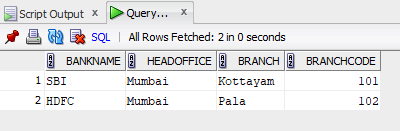 Script Output × Query... ×
SQL | All Rows Fetched: 2 in 0 seconds
BANKNAME HEADOFFICE BRANCH BRANCHCODE
1 SBI Mumbai Kottayam 101
2 HDFC Mumbai Pala 102